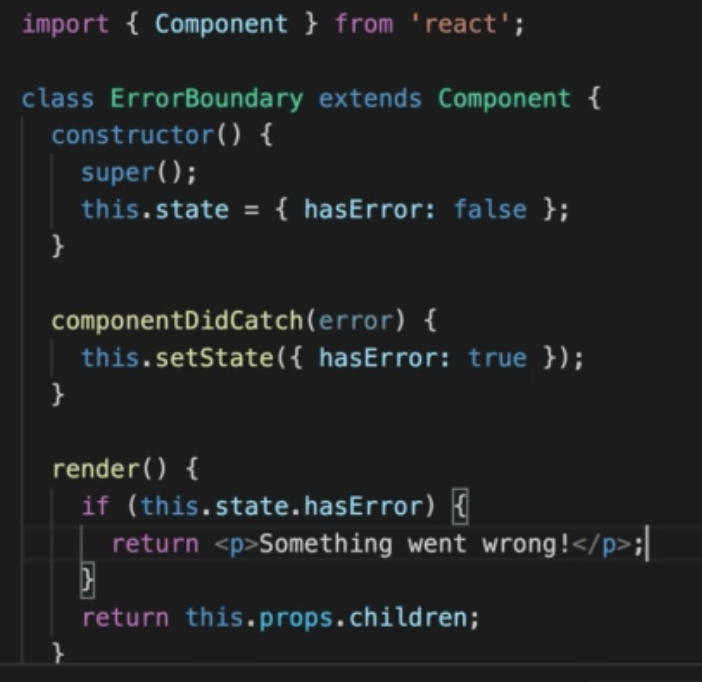 import { Component } from 'react';
class ErrorBoundary extends Component {
constructor() {
super();
this.state = { hasError: false };
}
componentDidCatch(error) {
this.setState({ hasError: true });
}
render() {
if (this.state.hasError) {
return <p>Something went wrong!</p>;
}
return this.props.children;
}